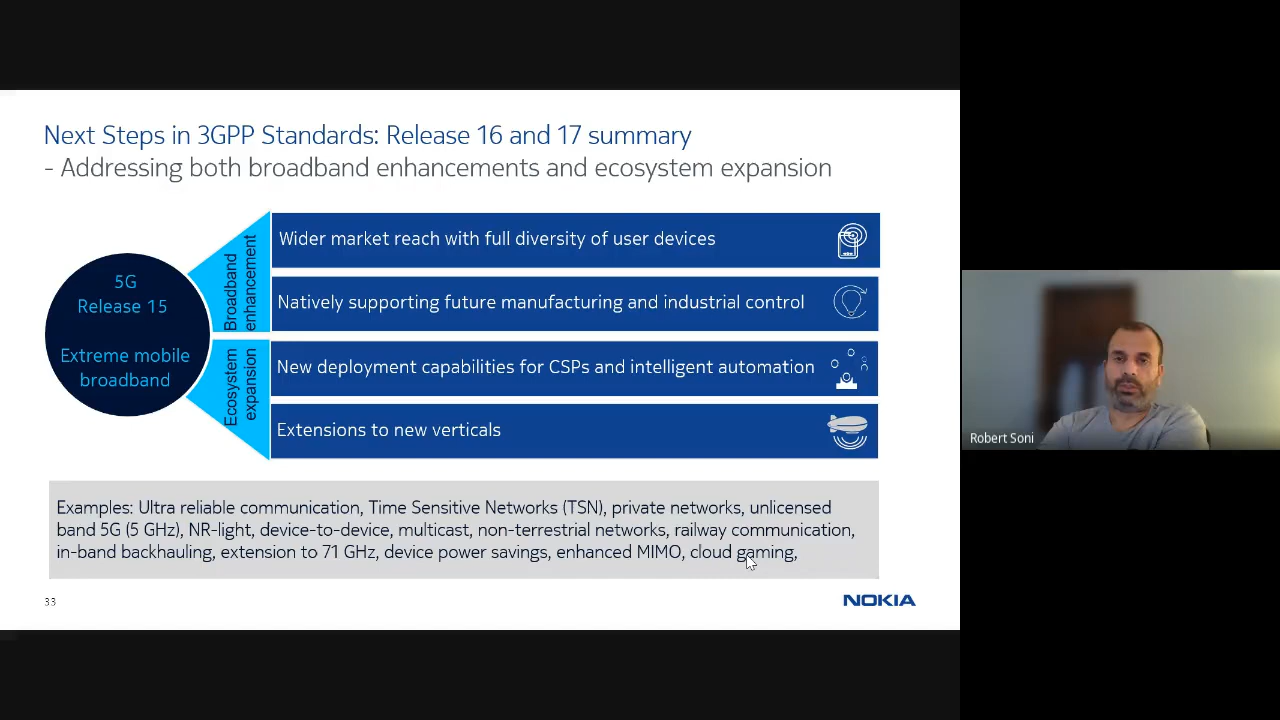 Next Steps in 3GPP Standards: Release 16 and 17 summary
- Addressing both broadband enhancements and ecosystem expansion
5G
Release 15
Extreme mobile
broadband
Broadband
enhancement
Ecosystem
expansion
Wider market reach with full diversity of user devices
Natively supporting future manufacturing and industrial control
New deployment capabilities for CSPs and intelligent automation
Extensions to new verticals
Examples: Ultra reliable communication, Time Sensitive Networks (TSN), private networks, unlicensed
band 5G (5 GHz), NR-light, device-to-device, multicast, non-terrestrial networks, railway communication,
in-band backhauling, extension to 71 GHz, device power savings, enhanced MIMO, cloud gaming,
33
NOKIA
Robert Soni